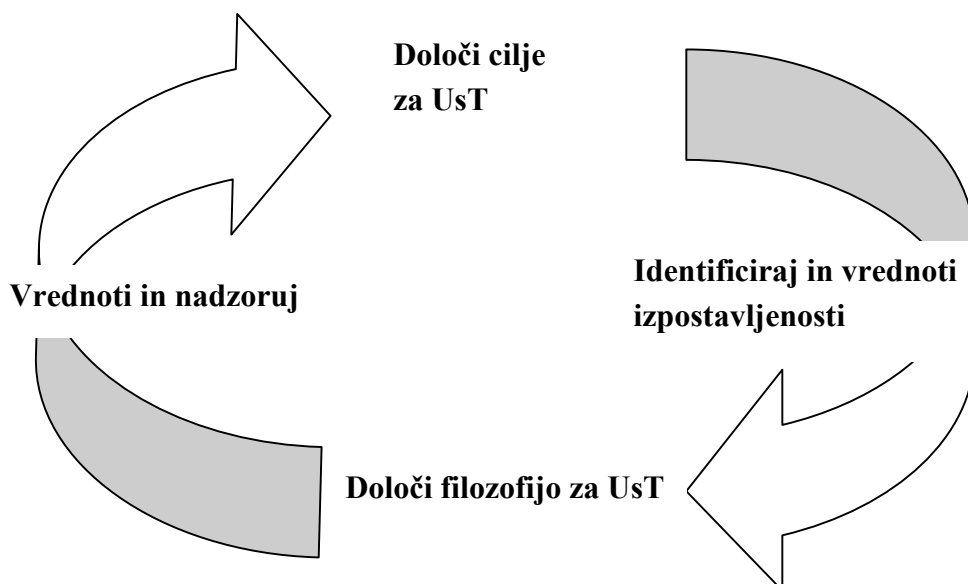 Določi cilje
za UsT
Identificiraj in vrednoti
izpostavljenosti
Vrednoti in nadzoruj
Določi filozofijo za UsT